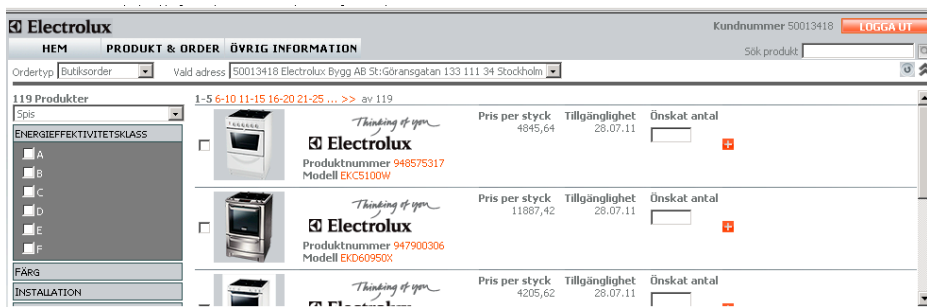 Electrolux
Kundnummer 50013418 LOGGA UT
HEM PRODUKT & ORDER ÖVRIG INFORMATION
Sök produkt
Ordertyp Butiksorder Vald adress 50013418 Electrolux Bygg AB St:Göransgatan 133 111 34 Stockholm
119 Produkter
Spis
ENERGIEFFEKTIVITETSKLASS
A
B
C
D
E
F
FÄRG
INSTALLATION
1-5 6-10 11-15 16-20 21-25 ... >> av 119
Thinking of you
Electrolux
Produktnummer 948575317
Modell EKC5100W
Pris per styck Tillgänglighet Önskat antal
4845,64 28.07.11
Thinking of you
Electrolux
Produktnummer 947900306
Modell EKD60950X
Pris per styck Tillgänglighet Önskat antal
11887,42 28.07.11
Thinking of you
Electrolux
Pris per styck Tillgänglighet Önskat antal
4205,62 28.07.11